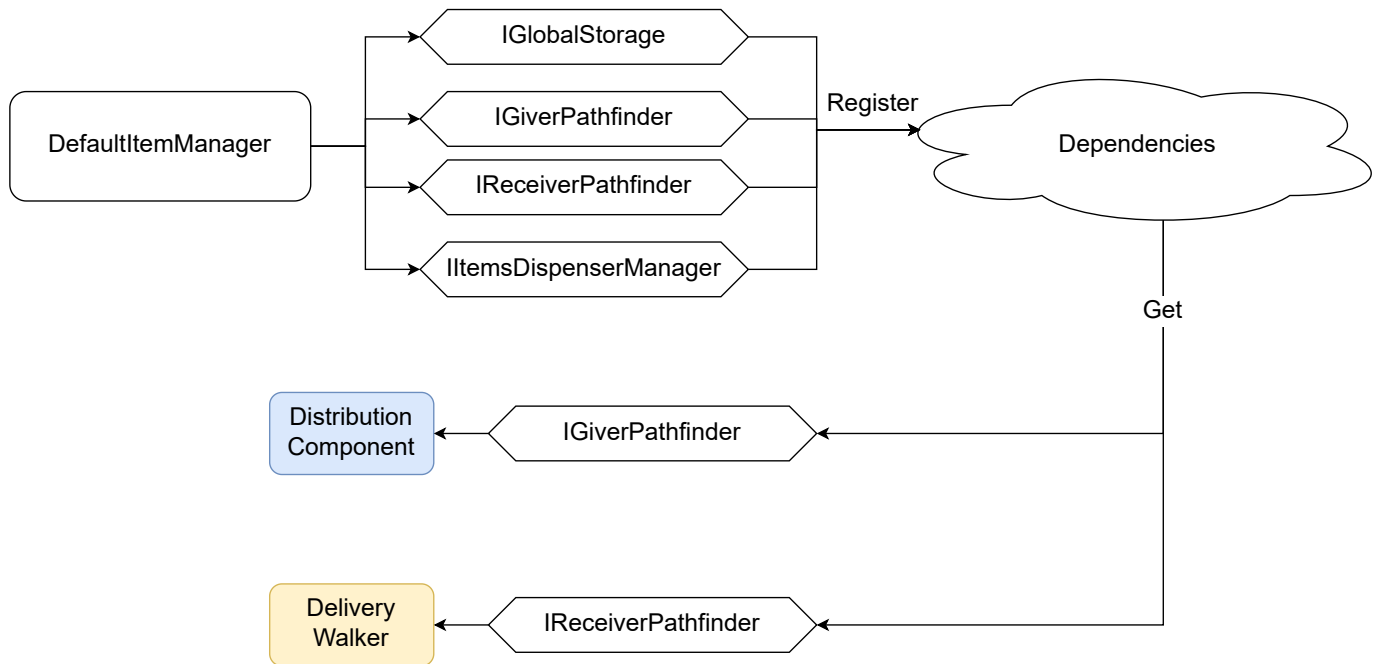 IGlobalStorage
IGiverPathfinder
DefaultItemManager
IReceiverPathfinder
IItemsDispenserManager
Register
Dependencies
Get
Distribution
Component
IGiverPathfinder
Delivery
Walker
IReceiverPathfinder